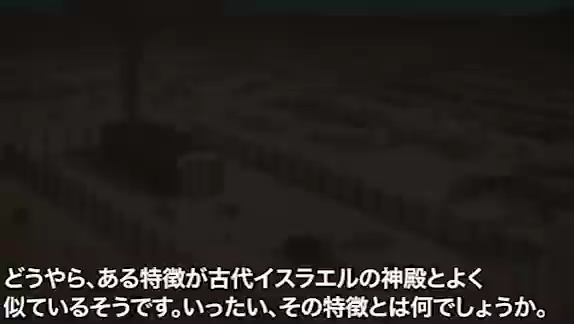 どうやら、ある特徴が古代イスラエルの神殿とよく
似ているそうです。いったい、その特徴とは何でしょうか。